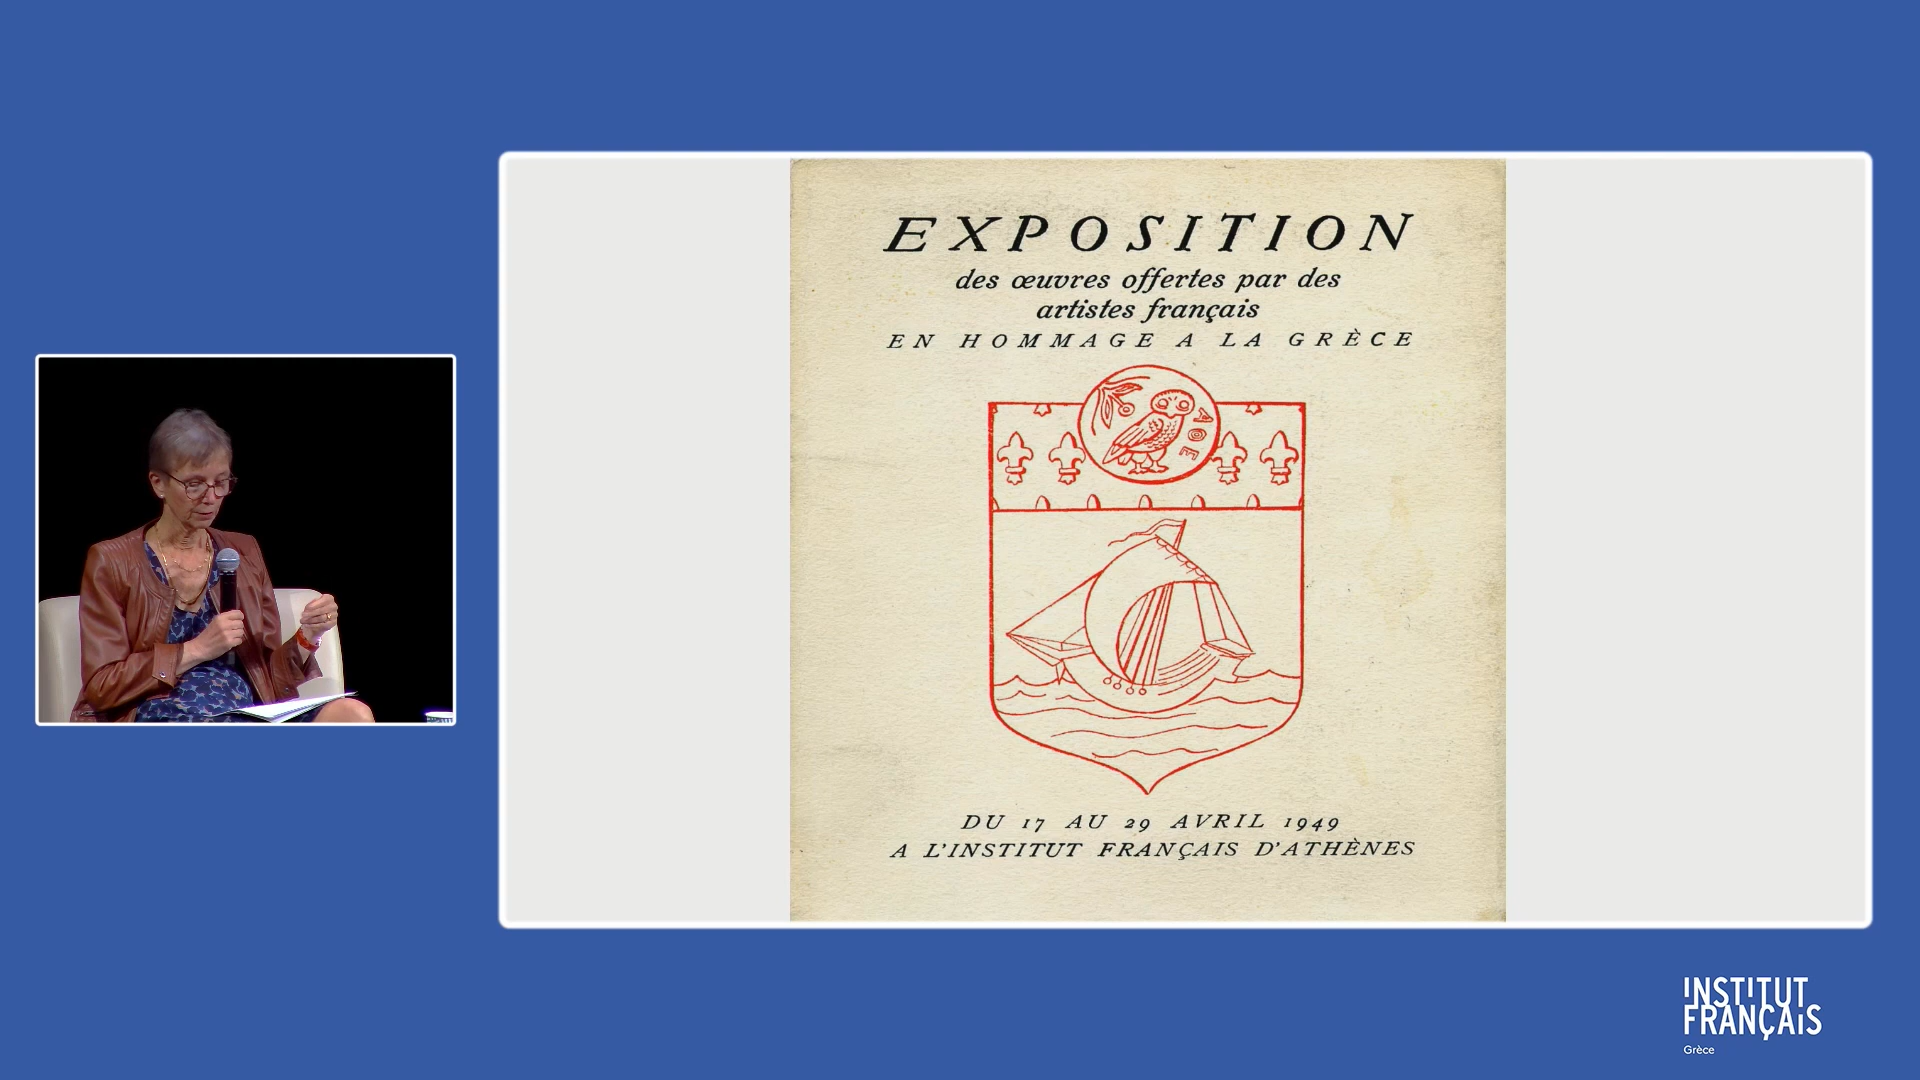 EXPOSITION
des œuvres offertes par des
artistes français
EN HOMMAGE A LA GRÈCE
ΑΘΕ
DU 17 AU 29 AVRIL 1949
A L'INSTITUT FRANÇAIS D'ATHÈNES
INSTITUT
FRANÇAIS
Grèce